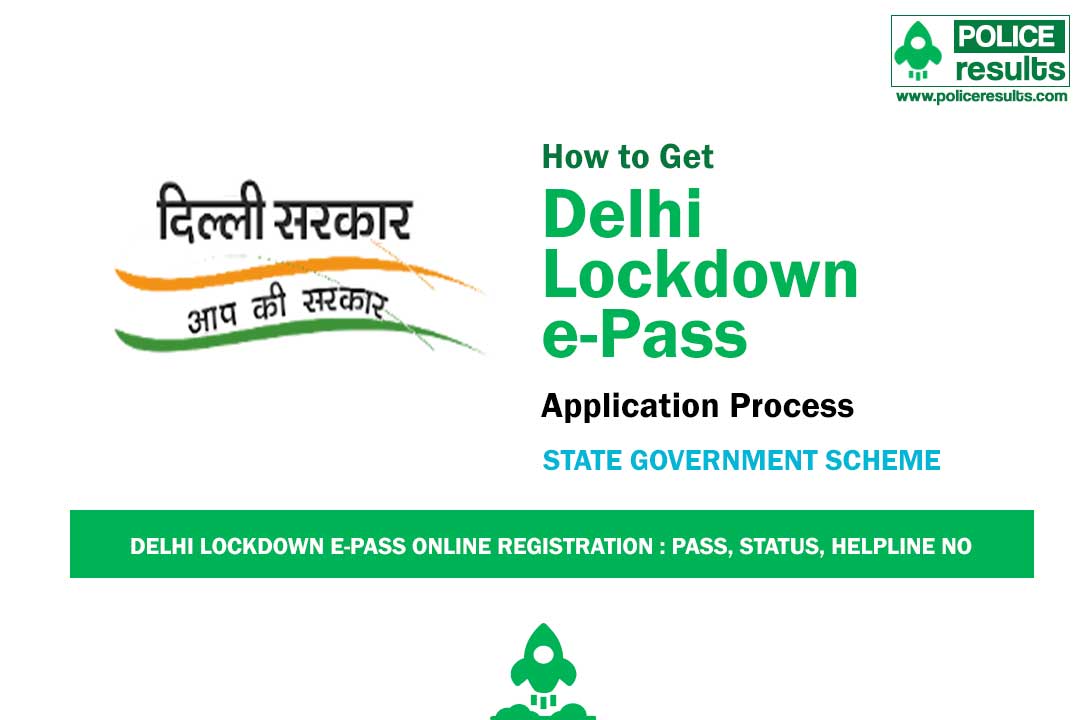 POLICE
results
www.policeresults.com
How to Get
Delhi
Lockdown
e-Pass
Application Process
STATE GOVERNMENT SCHEME
दिल्ली सरकार
आप की सरकार
DELHI LOCKDOWN E-PASS ONLINE REGISTRATION : PASS, STATUS, HELPLINE NO